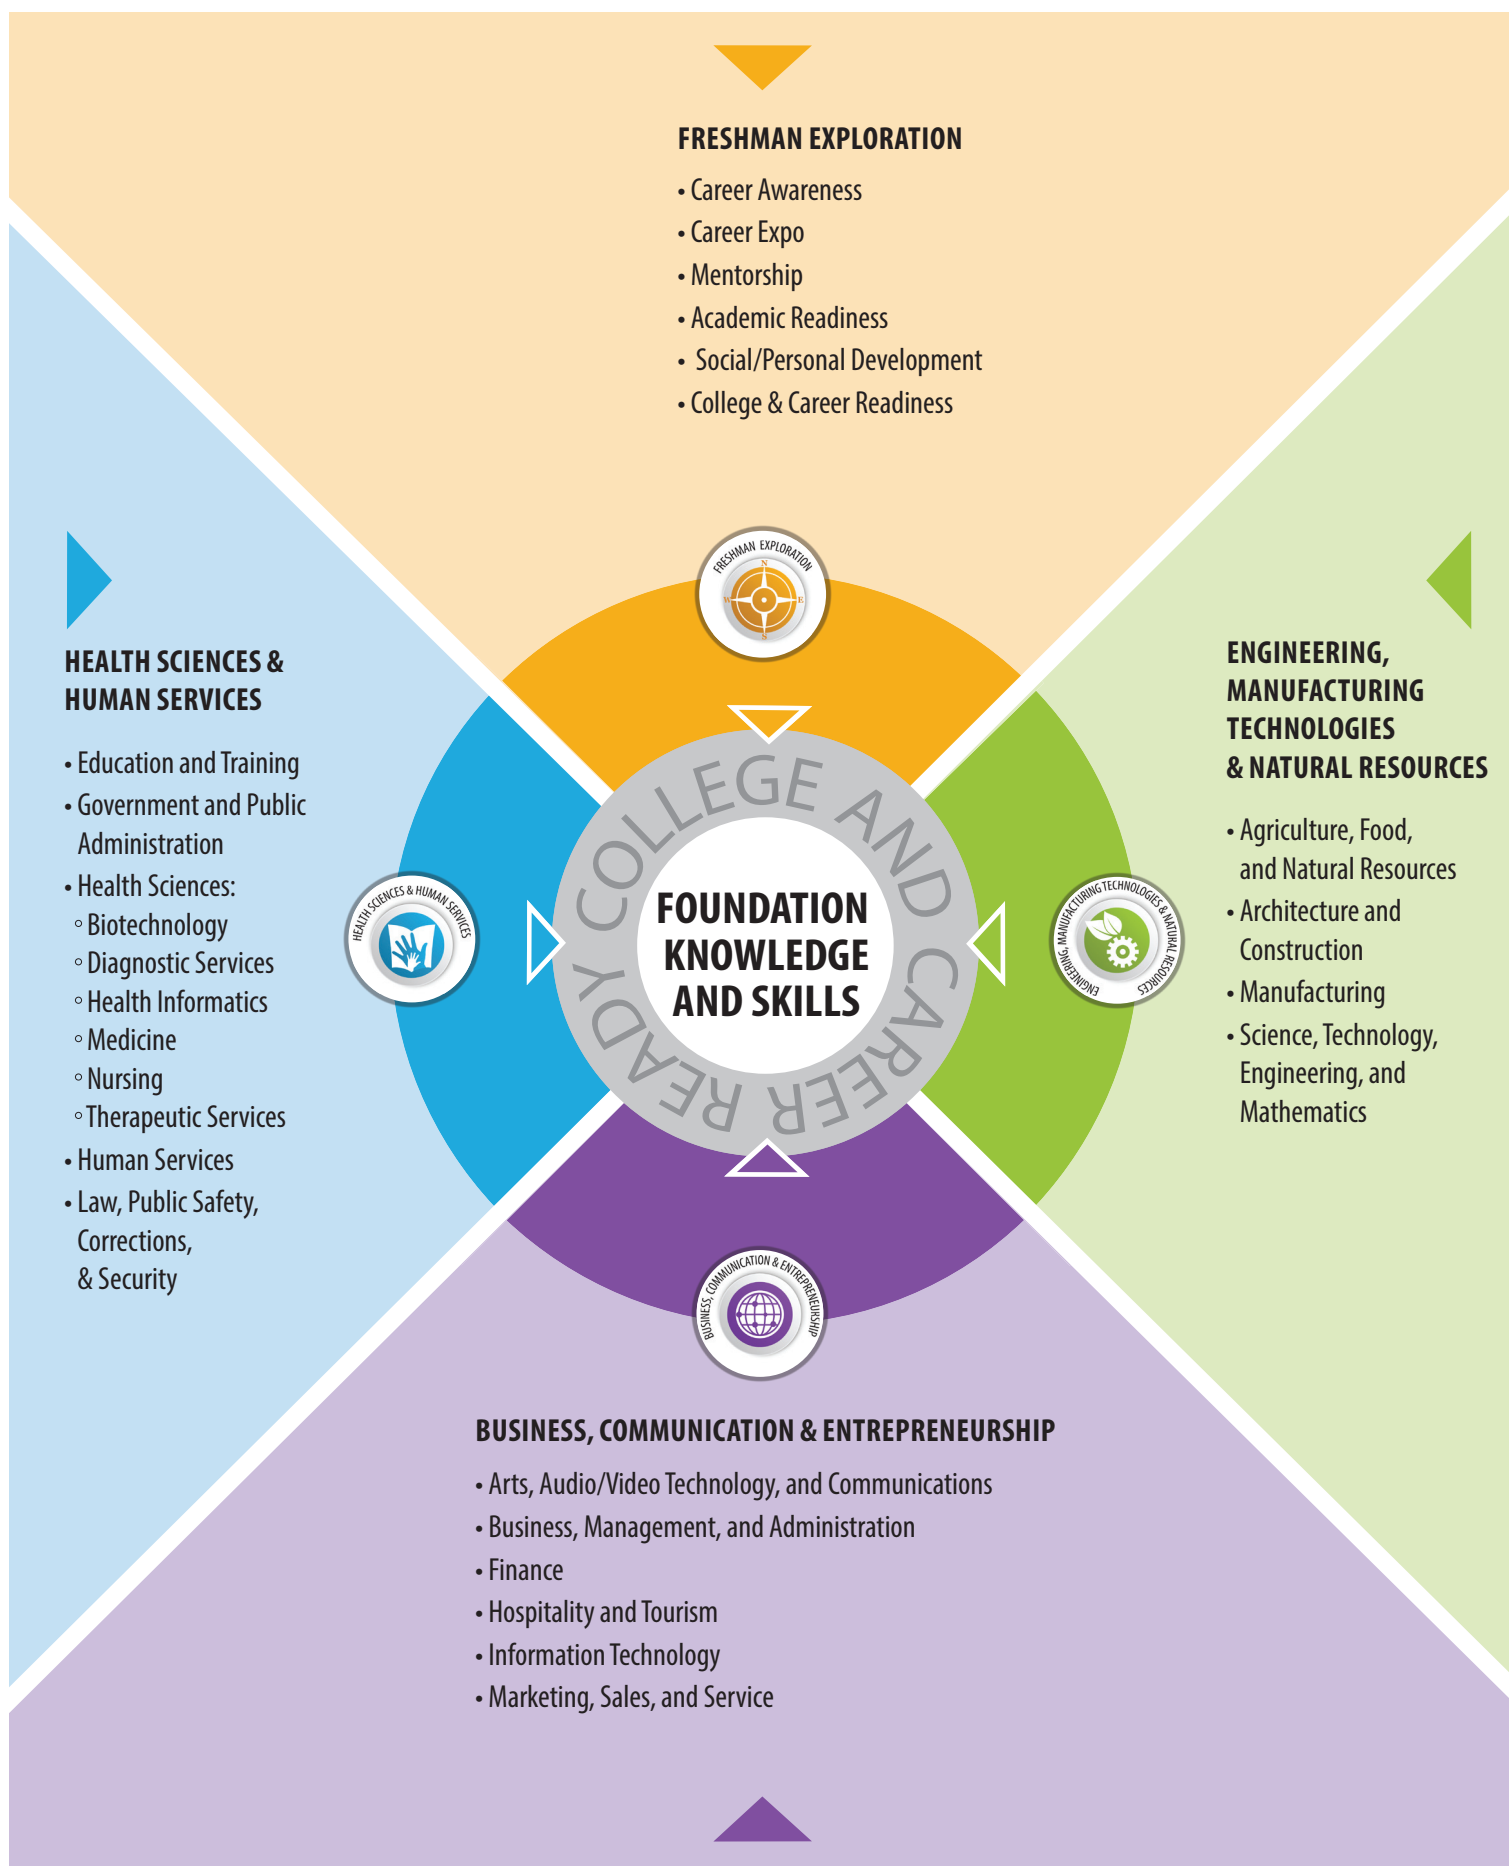 FRESHMAN EXPLORATION
• Career Awareness
• Career Expo
• Mentorship
• Academic Readiness
• Social/Personal Development
• College & Career Readiness
FRESHMAN EXPLORATION
N
W
E
S
HEALTH SCIENCES &
HUMAN SERVICES
• Education and Training
• Government and Public
Administration
• Health Sciences:
◦ Biotechnology
◦ Diagnostic Services
◦ Health Informatics
◦ Medicine
◦ Nursing
◦ Therapeutic Services
• Human Services
• Law, Public Safety,
Corrections,
& Security
HEALTH SCIENCES & HUMAN SERVICES
COLLEGE AND CAREER READY
FOUNDATION
KNOWLEDGE
AND SKILLS
ENGINEERING, MANUFACTURING TECHNOLOGIES & NATURAL RESOURCES
ENGINEERING,
MANUFACTURING
TECHNOLOGIES
& NATURAL RESOURCES
• Agriculture, Food,
and Natural Resources
• Architecture and
Construction
• Manufacturing
• Science, Technology,
Engineering, and
Mathematics
BUSINESS, COMMUNICATION & ENTREPRENEURSHIP
BUSINESS, COMMUNICATION & ENTREPRENEURSHIP
• Arts, Audio/Video Technology, and Communications
• Business, Management, and Administration
• Finance
• Hospitality and Tourism
• Information Technology
• Marketing, Sales, and Service